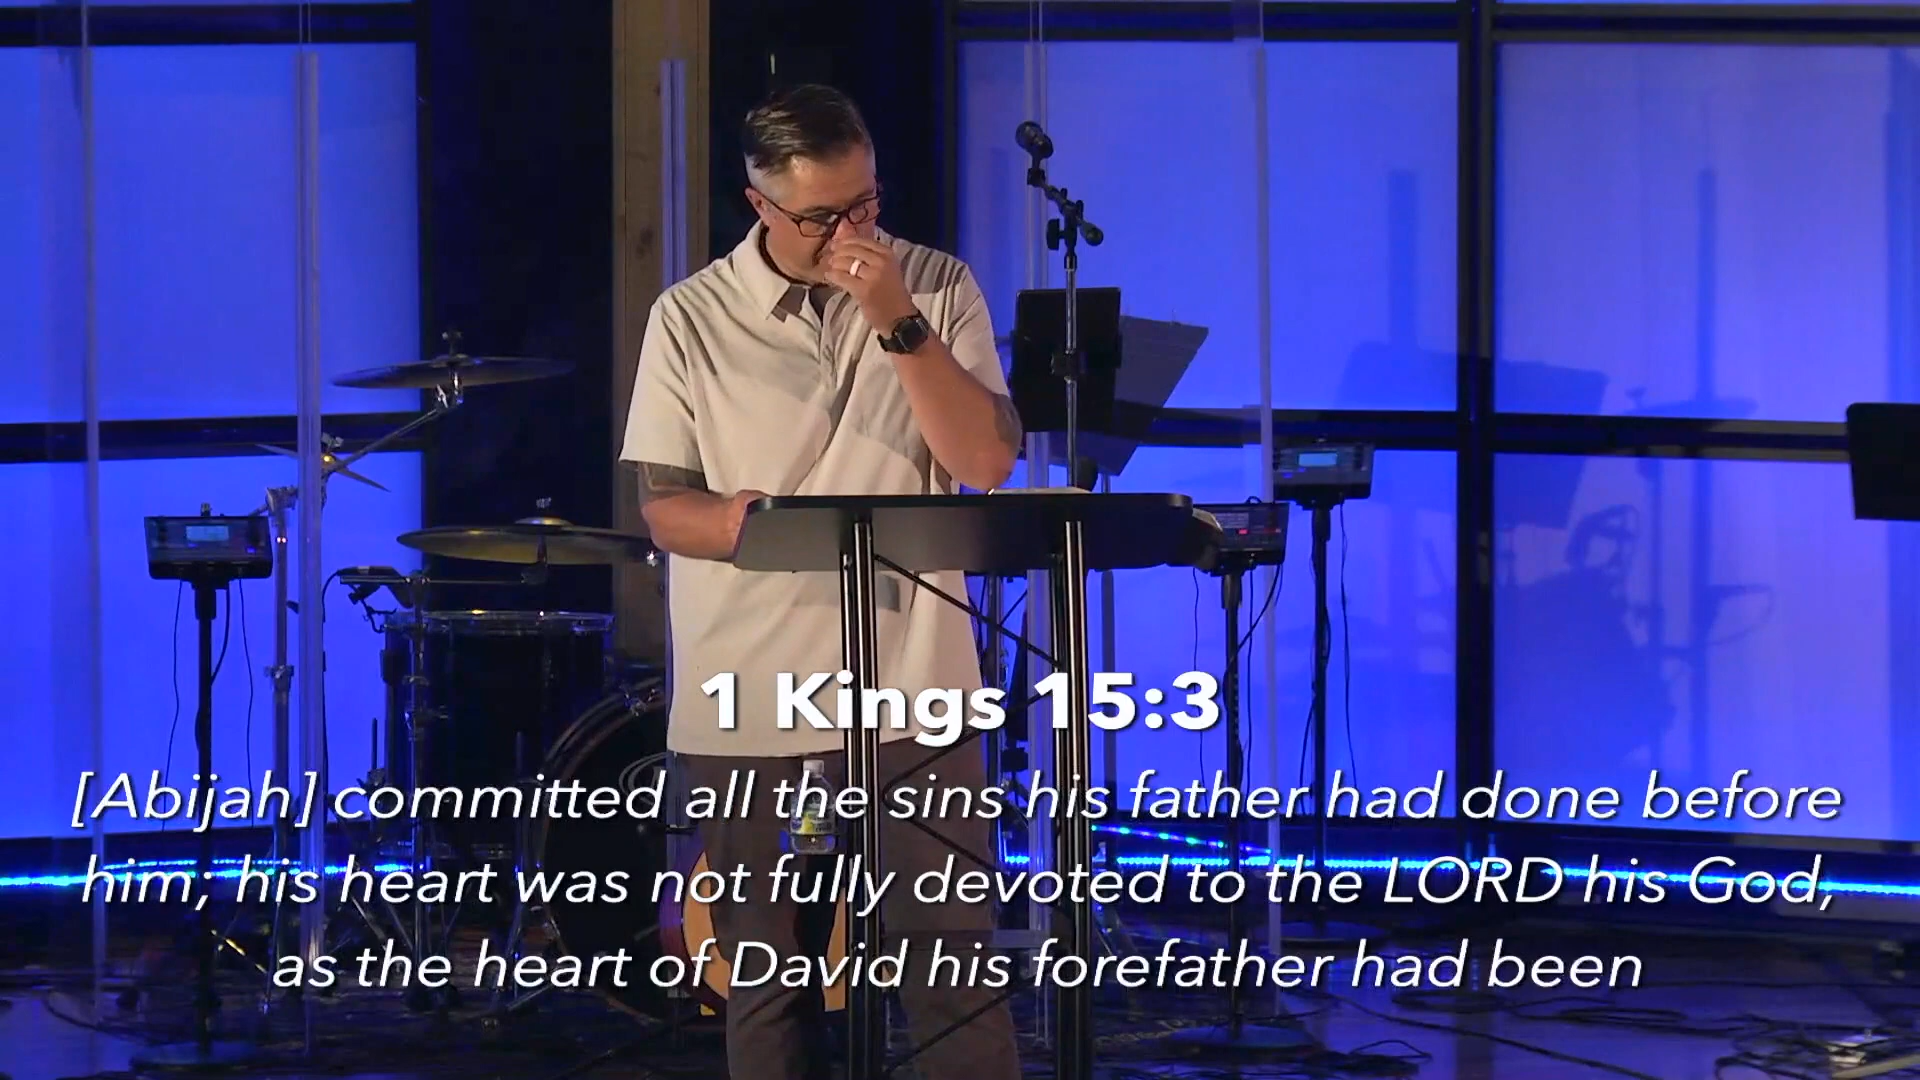 1 Kings 15:3
[Abijah] committed all the sins his father had done before
him; his heart was not fully devoted to the LORD his God,
as the heart of David his forefather had been